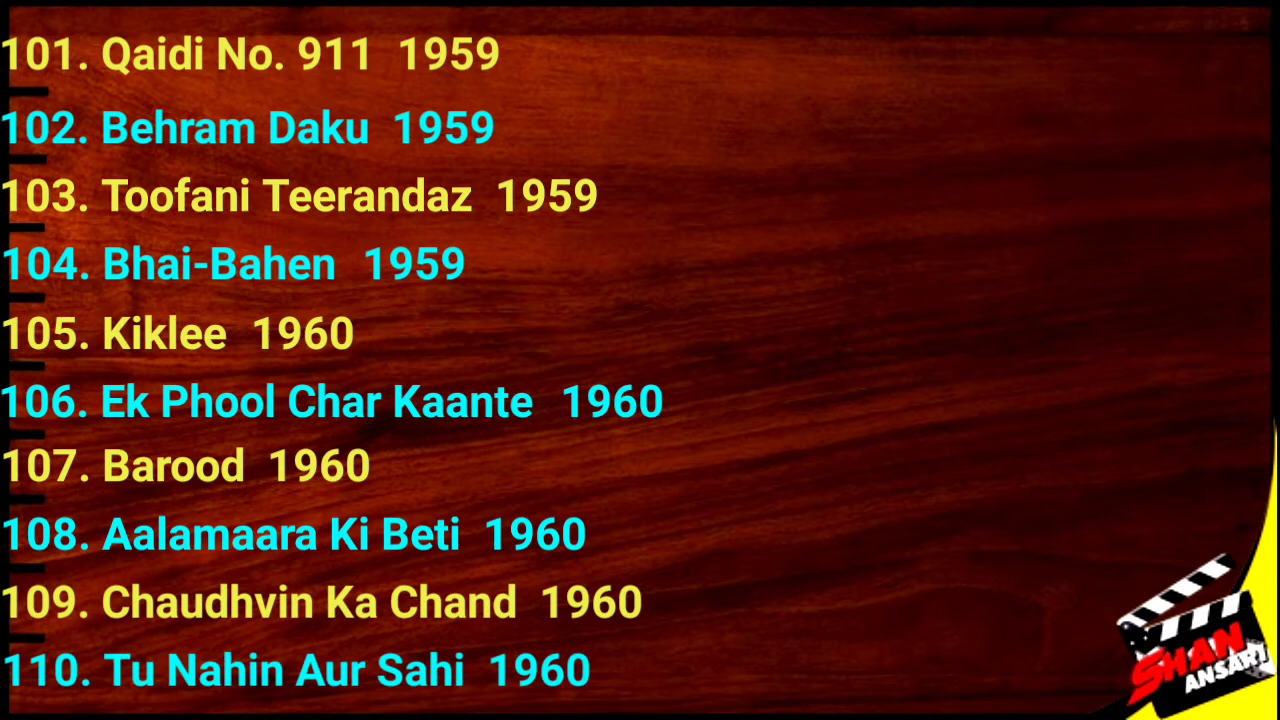 101. Qaidi No. 911 1959
102. Behram Daku 1959
103. Toofani Teerandaz 1959
104. Bhai-Bahen 1959
105. Kiklee 1960
106. Ek Phool Char Kaante 1960
107. Barood 1960
108. Aalamaara Ki Beti 1960
109. Chaudhvin Ka Chand 1960
110. Tu Nahin Aur Sahi 1960
SHAN
ANSARI